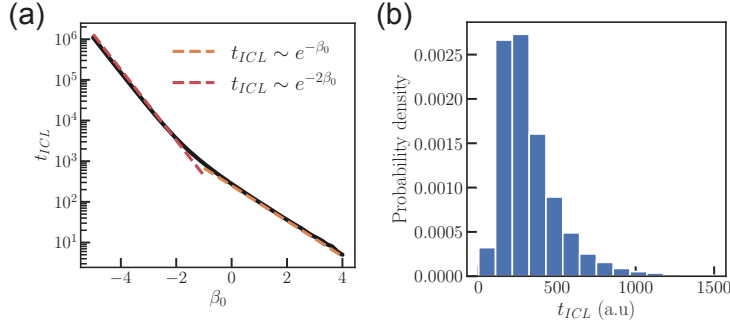 (a)
10^6
10^5
10^4
10^3
10^2
10^1
t_{ICL}
t_{ICL} ∼ e^{-β_0}
t_{ICL} ∼ e^{-2β_0}
−4 −2 0 2 4
β_0
(b)
Probability density
0.0025
0.0020
0.0015
0.0010
0.0005
0.0000
0 500 1000 1500
t_{ICL} (a.u)